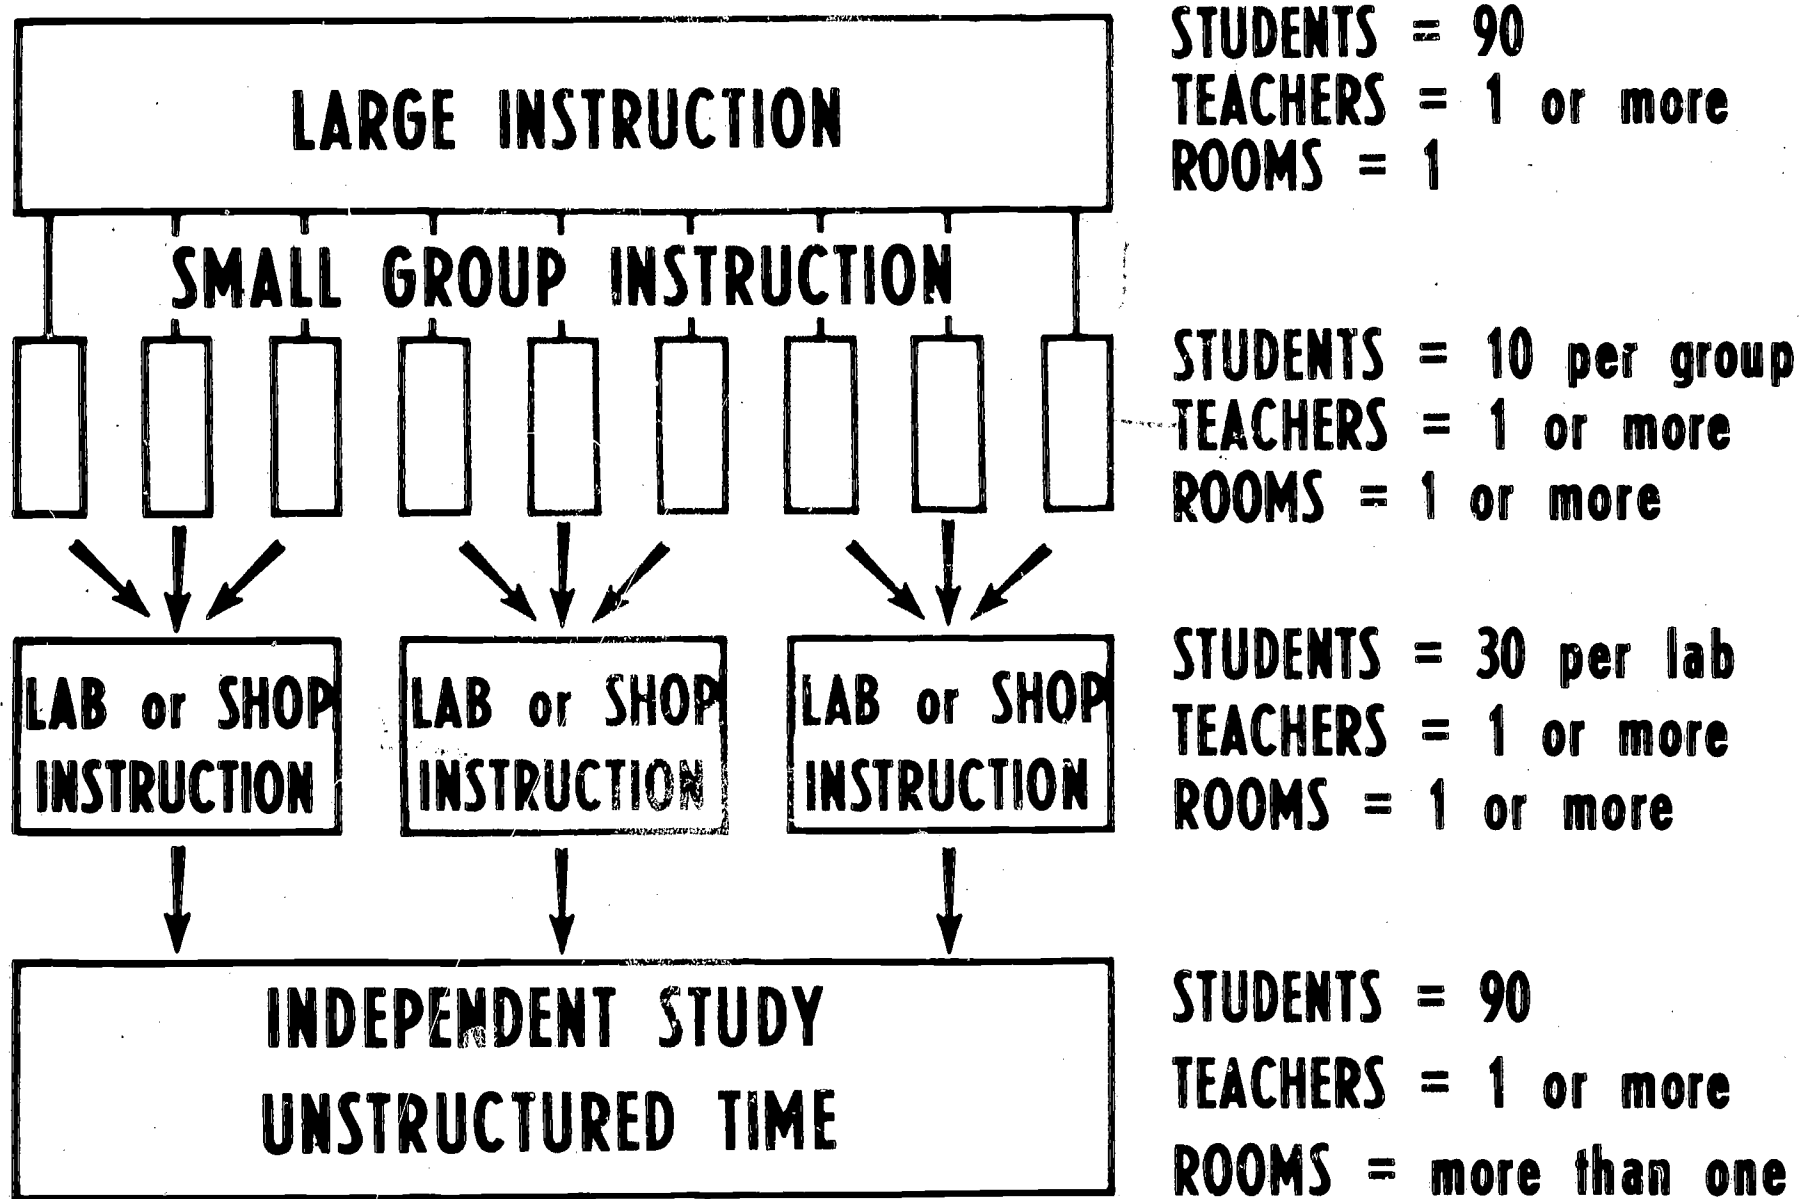 LARGE INSTRUCTION
STUDENTS = 90
TEACHERS = 1 or more
ROOMS = 1
SMALL GROUP INSTRUCTION
STUDENTS = 10 per group
TEACHERS = 1 or more
ROOMS = 1 or more
LAB or SHOP
INSTRUCTION
LAB or SHOP
INSTRUCTION
LAB or SHOP
INSTRUCTION
STUDENTS = 30 per lab
TEACHERS = 1 or more
ROOMS = 1 or more
INDEPENDENT STUDY
UNSTRUCTURED TIME
STUDENTS = 90
TEACHERS = 1 or more
ROOMS = more than one